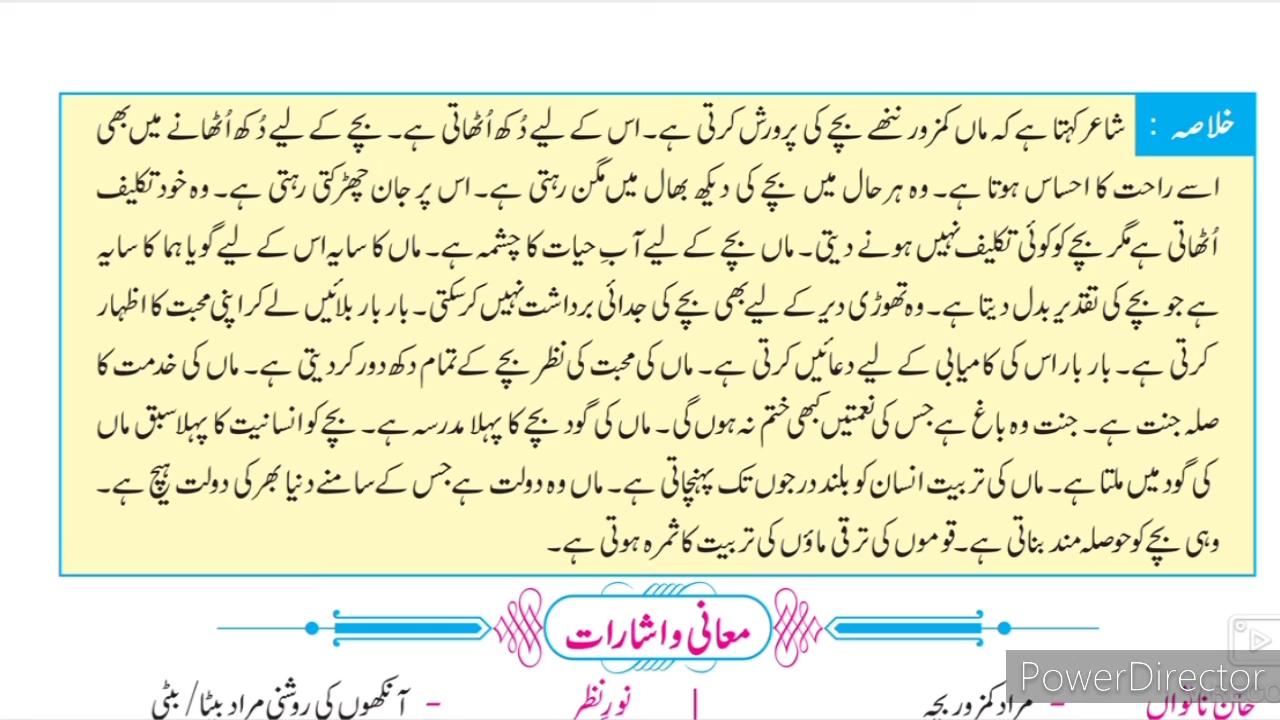 خلاصہ : شاعر کہتا ہے کہ ماں کمزور ننھے بچے کی پرورش کرتی ہے۔ اس کے لیے دُکھ اُٹھاتی ہے۔ بچے کے لیے دُکھ اُٹھانے میں بھی
اسے راحت کا احساس ہوتا ہے۔ وہ ہر حال میں بچے کی دیکھ بھال میں مگن رہتی ہے۔ اس پر جان چھڑکتی رہتی ہے۔ وہ خود تکلیف
اُٹھاتی ہے مگر بچے کو کوئی تکلیف نہیں ہونے دیتی۔ ماں بچے کے لیے آبِ حیات کا چشمہ ہے۔ ماں کا سایہ اس کے لیے گویا ہما کا سایہ
ہے جو بچے کی تقدیر بدل دیتا ہے۔ وہ تھوڑی دیر کے لیے بھی بچے کی جدائی برداشت نہیں کر سکتی۔ بار بار بلائیں لے کر اپنی محبت کا اظہار
کرتی ہے۔ بار بار اس کی کامیابی کے لیے دعائیں کرتی ہے۔ ماں کی محبت کی نظر بچے کے تمام دکھ دور کر دیتی ہے۔ ماں کی خدمت کا
صلہ جنت ہے۔ جنت وہ باغ ہے جس کی نعمتیں کبھی ختم نہ ہوں گی۔ ماں کی گود بچے کا پہلا مدرسہ ہے۔ بچے کو انسانیت کا پہلا سبق ماں
کی گود میں ملتا ہے۔ ماں کی تربیت انسان کو بلند درجوں تک پہنچاتی ہے۔ ماں وہ دولت ہے جس کے سامنے دنیا بھر کی دولت ہیچ ہے۔
وہی بچے کو حوصلہ مند بناتی ہے۔ قوموں کی ترقی ماؤں کی تربیت کا ثمرہ ہوتی ہے۔
معانی و اشارات
جانِ ناتواں - مراد کمزور بچہ | نورِ نظر - آنکھوں کی روشنی مراد بیٹا/ بیٹی
PowerDirector